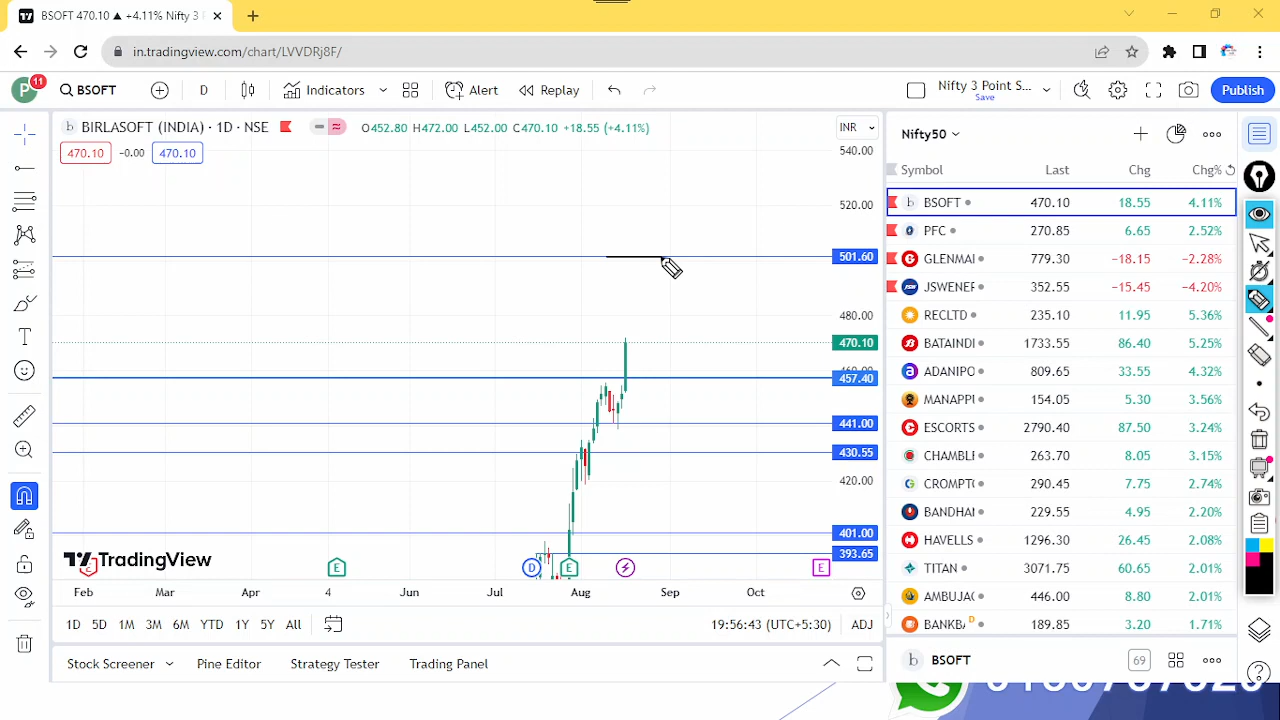 BSOFT 470.10 ▲ +4.11% Nifty 3
in.tradingview.com/chart/LVVDRj8F/
P 11 BSOFT D Indicators Alert Replay Nifty 3 Point S... Save Publish
BIRLASOFT (INDIA) · 1D · NSE O452.80 H472.00 L452.00 C470.10 +18.55 (+4.11%) INR
470.10 -0.00 470.10
540.00
520.00
501.60
480.00
470.10
457.40
441.00
430.55
420.00
401.00
393.65
TradingView
E D E E
Feb Mar Apr 4 Jun Jul Aug Sep Oct
1D 5D 1M 3M 6M YTD 1Y 5Y All 19:56:43 (UTC+5:30) ADJ
Stock Screener Pine Editor Strategy Tester Trading Panel
Nifty50
Symbol Last Chg Chg%
BSOFT 470.10 18.55 4.11%
PFC 270.85 6.65 2.52%
GLENMAI 779.30 −18.15 −2.28%
JSWENER 352.55 −15.45 −4.20%
RECLTD 235.10 11.95 5.36%
BATAINDI 1733.55 86.40 5.25%
ADANIPO 809.65 33.55 4.32%
MANAPPI 154.05 5.30 3.56%
ESCORTS 2790.40 87.50 3.24%
CHAMBLI 263.70 8.05 3.15%
CROMPT 290.45 7.75 2.74%
BANDHAI 229.55 4.95 2.20%
HAVELLS 1296.30 26.45 2.08%
TITAN 3071.75 60.65 2.01%
AMBUJA 446.00 8.80 2.01%
BANKBA D 189.85 3.20 1.71%
BSOFT 69